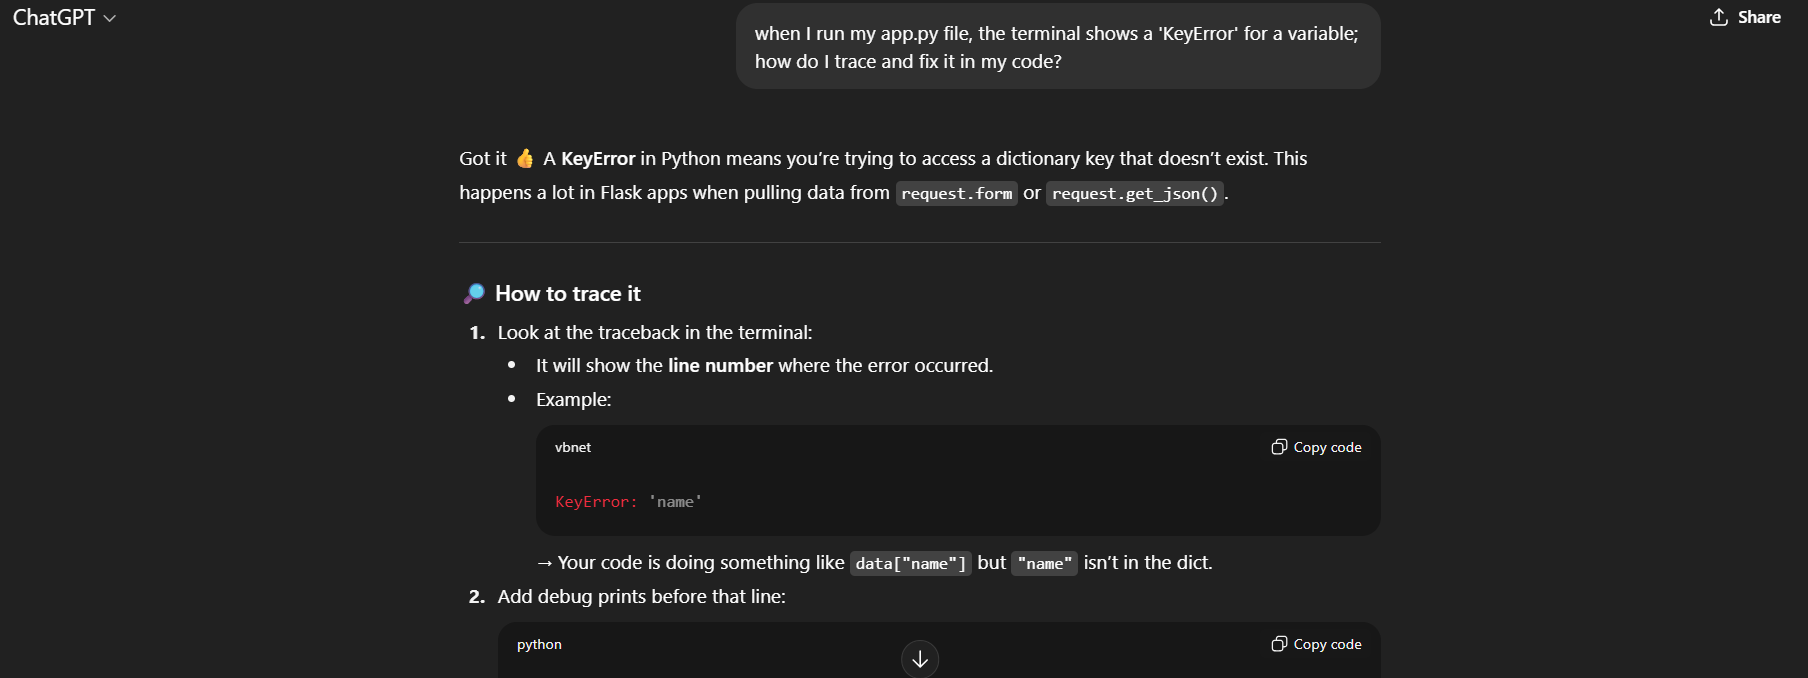 ChatGPT
Share
when I run my app.py file, the terminal shows a 'KeyError' for a variable;
how do I trace and fix it in my code?
Got it 👍 A KeyError in Python means you’re trying to access a dictionary key that doesn’t exist. This
happens a lot in Flask apps when pulling data from request.form or request.get_json().
🔎 How to trace it
1. Look at the traceback in the terminal:
• It will show the line number where the error occurred.
• Example:
vbnet
Copy code
KeyError: 'name'
→ Your code is doing something like data["name"] but "name" isn’t in the dict.
2. Add debug prints before that line:
python
Copy code